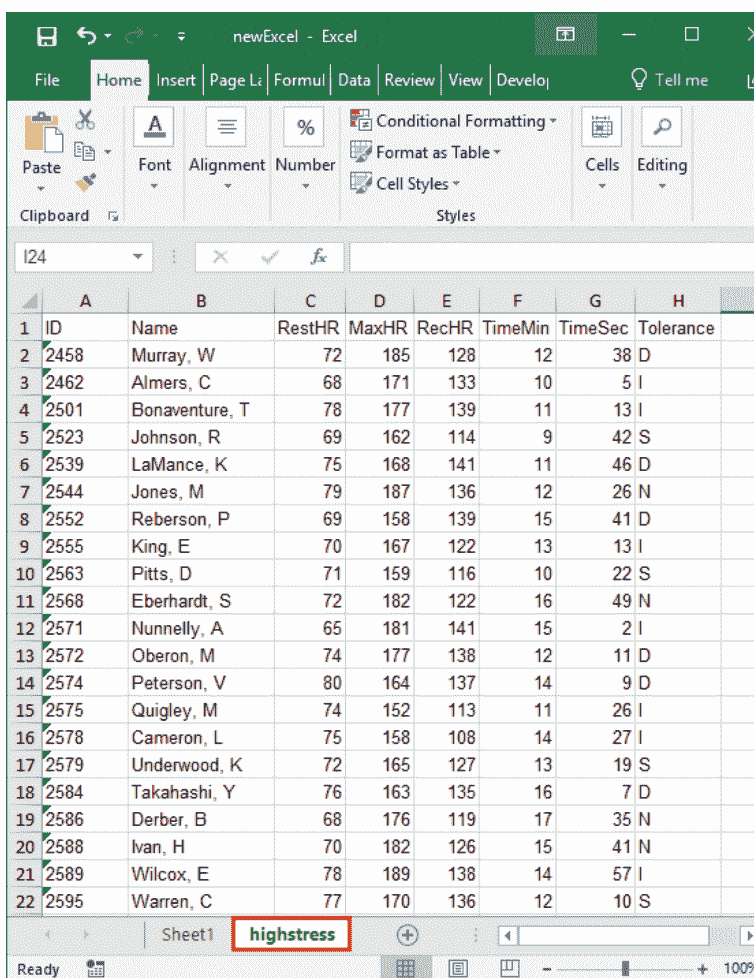 newExcel - Excel
File Home Insert Page La Formul Data Review View Develop Tell me
Paste Font Alignment Number Conditional Formatting Format as Table Cell Styles Cells Editing
Clipboard Styles
I24 fx
A B C D E F G H
1 ID Name RestHR MaxHR RecHR TimeMin TimeSec Tolerance
2 2458 Murray, W 72 185 128 12 38 D
3 2462 Almers, C 68 171 133 10 5 I
4 2501 Bonaventure, T 78 177 139 11 13 I
5 2523 Johnson, R 69 162 114 9 42 S
6 2539 LaMance, K 75 168 141 11 46 D
7 2544 Jones, M 79 187 136 12 26 N
8 2552 Reberson, P 69 158 139 15 41 D
9 2555 King, E 70 167 122 13 13 I
10 2563 Pitts, D 71 159 116 10 22 S
11 2568 Eberhardt, S 72 182 122 16 49 N
12 2571 Nunnelly, A 65 181 141 15 2 I
13 2572 Oberon, M 74 177 138 12 11 D
14 2574 Peterson, V 80 164 137 14 9 D
15 2575 Quigley, M 74 152 113 11 26 I
16 2578 Cameron, L 75 158 108 14 27 I
17 2579 Underwood, K 72 165 127 13 19 S
18 2584 Takahashi, Y 76 163 135 16 7 D
19 2586 Derber, B 68 176 119 17 35 N
20 2588 Ivan, H 70 182 126 15 41 N
21 2589 Wilcox, E 78 189 138 14 57 I
22 2595 Warren, C 77 170 136 12 10 S
Sheet1 highstress
Ready 100%